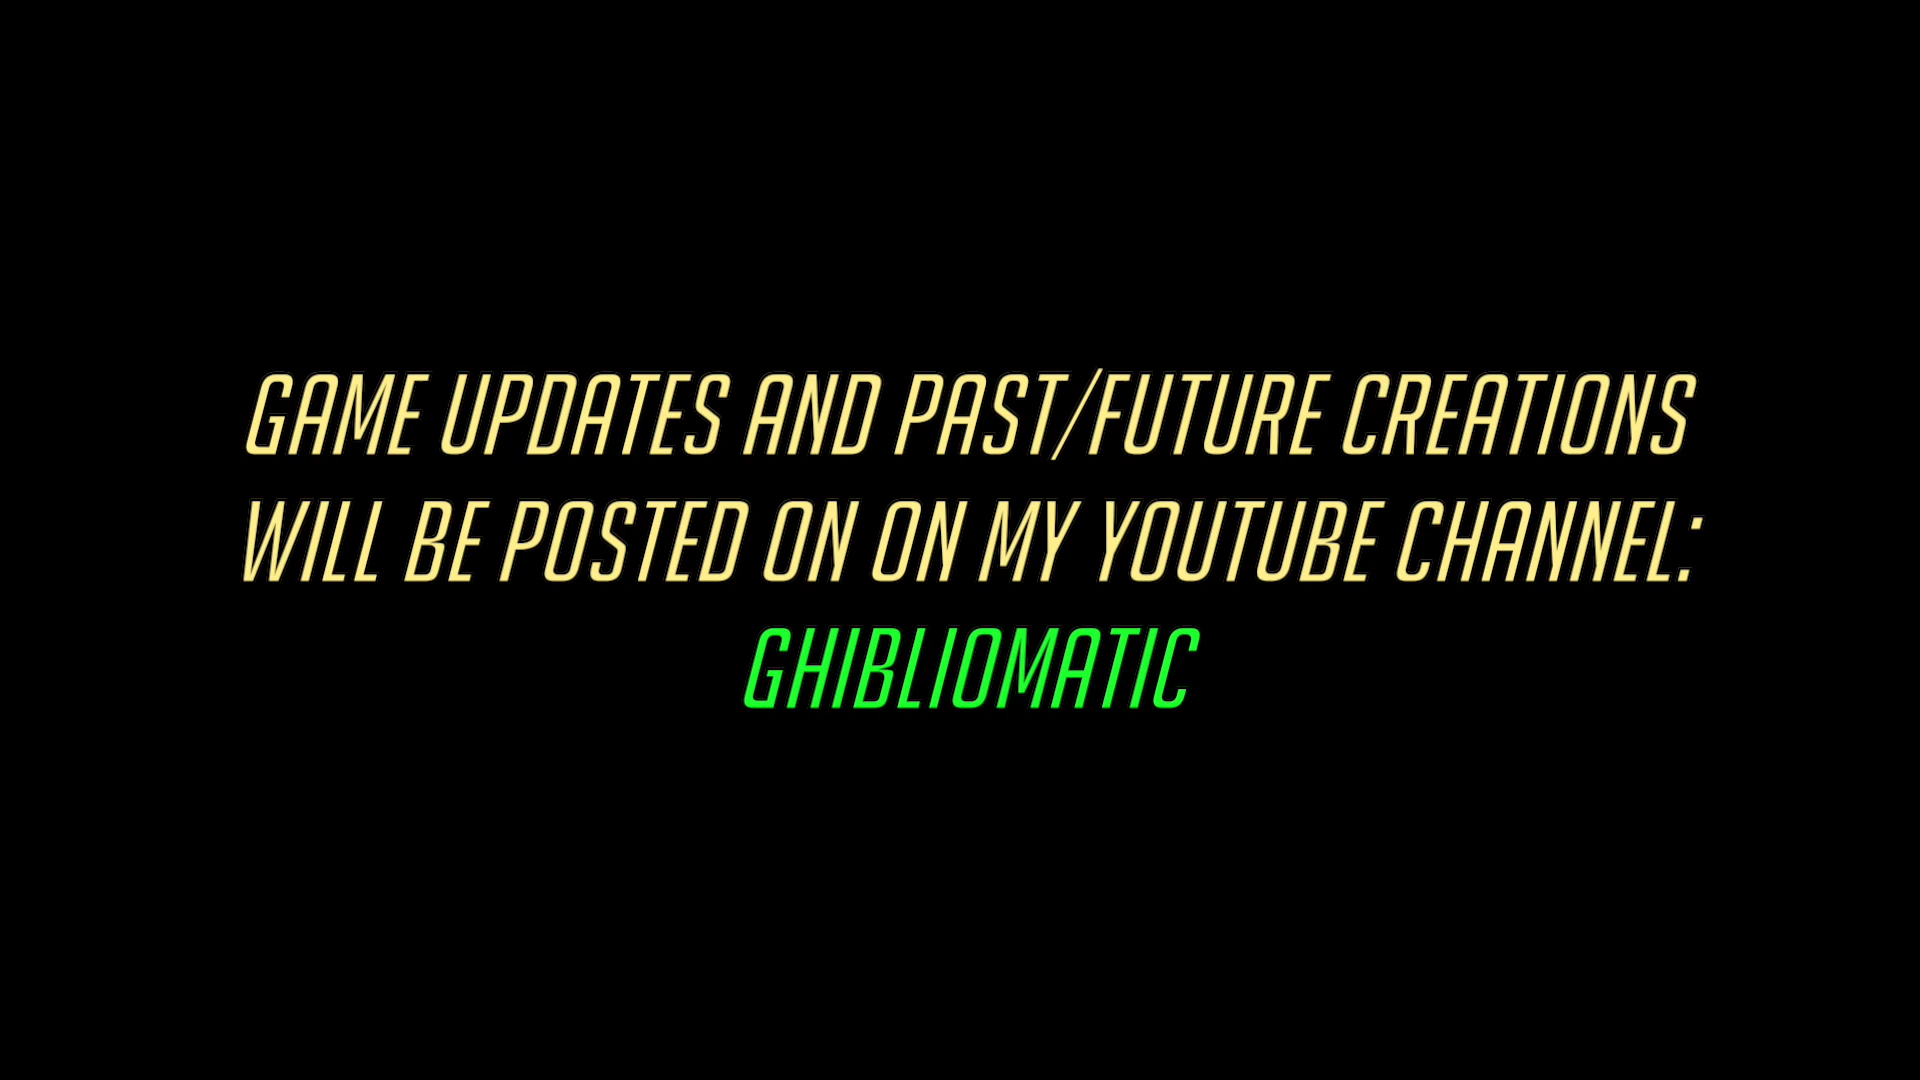 GAME UPDATES AND PAST/FUTURE CREATIONS
WILL BE POSTED ON ON MY YOUTUBE CHANNEL:
GHIBLIOMATIC